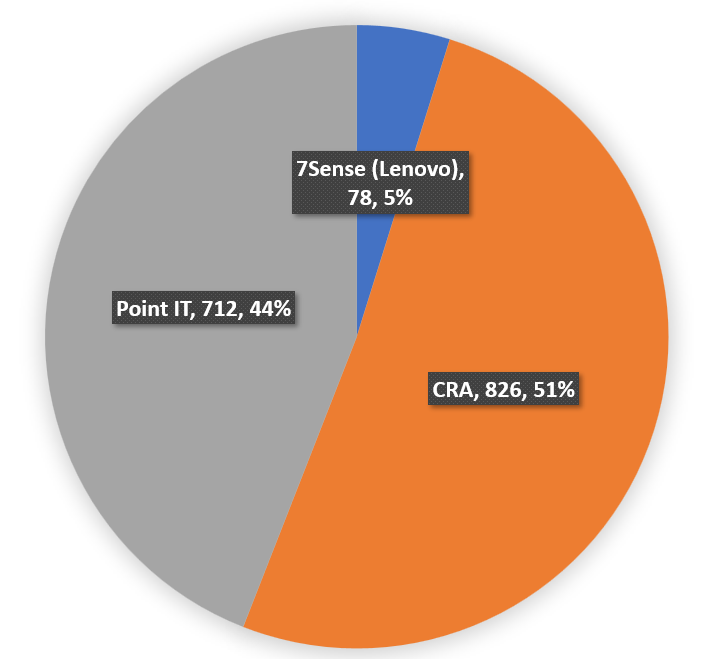 7Sense (Lenovo),
78, 5%
Point IT, 712, 44%
CRA, 826, 51%